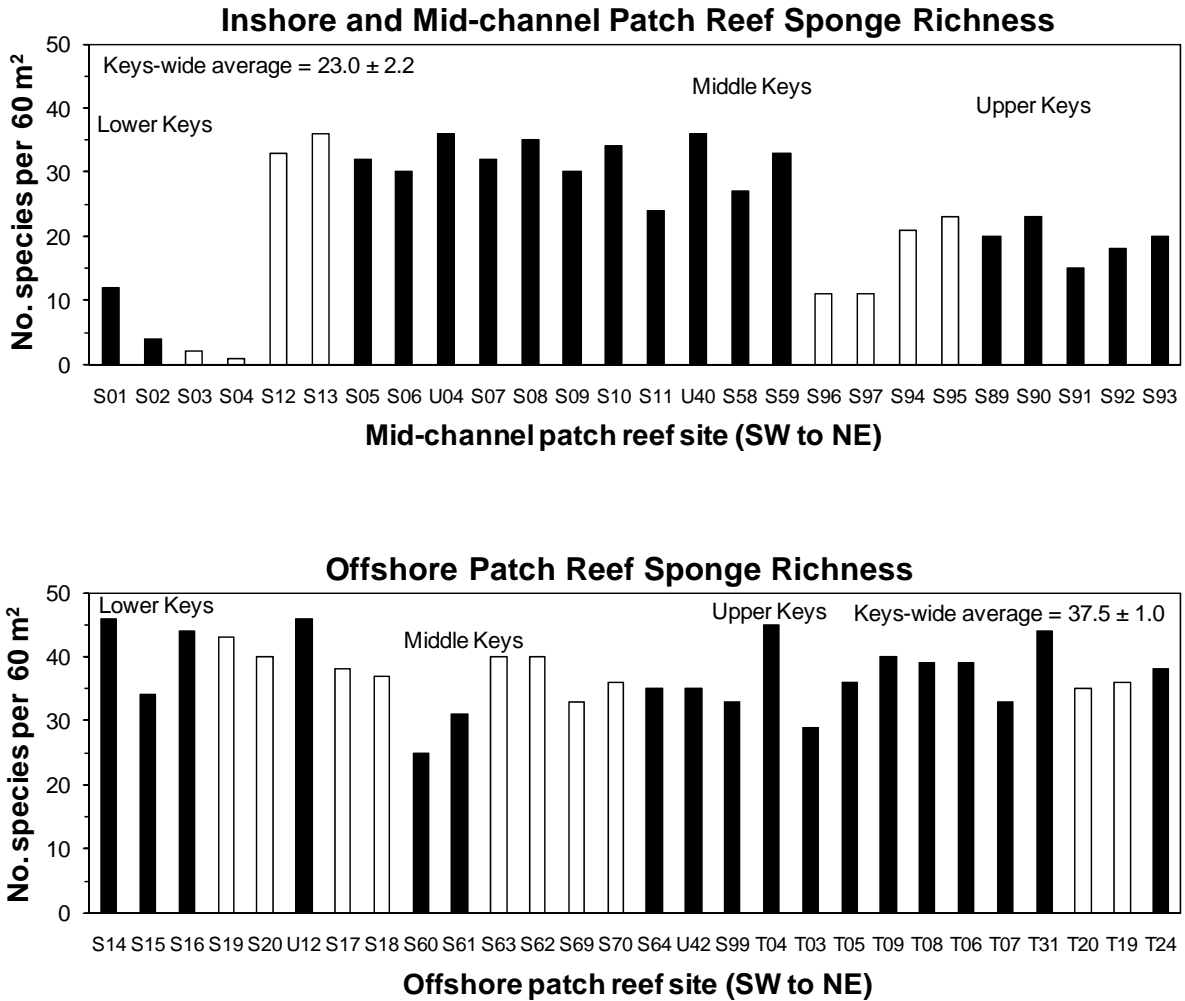 Inshore and Mid-channel Patch Reef Sponge Richness
No. species per 60 m²
50
40
30
20
10
0
Keys-wide average = 23.0 ± 2.2
Middle Keys
Upper Keys
Lower Keys
S01 S02 S03 S04 S12 S13 S05 S06 U04 S07 S08 S09 S10 S11 U40 S58 S59 S96 S97 S94 S95 S89 S90 S91 S92 S93
Mid-channel patch reef site (SW to NE)
Offshore Patch Reef Sponge Richness
No. species per 60 m²
50
40
30
20
10
0
Lower Keys
Upper Keys
Keys-wide average = 37.5 ± 1.0
Middle Keys
S14 S15 S16 S19 S20 U12 S17 S18 S60 S61 S63 S62 S69 S70 S64 U42 S99 T04 T03 T05 T09 T08 T06 T07 T31 T20 T19 T24
Offshore patch reef site (SW to NE)